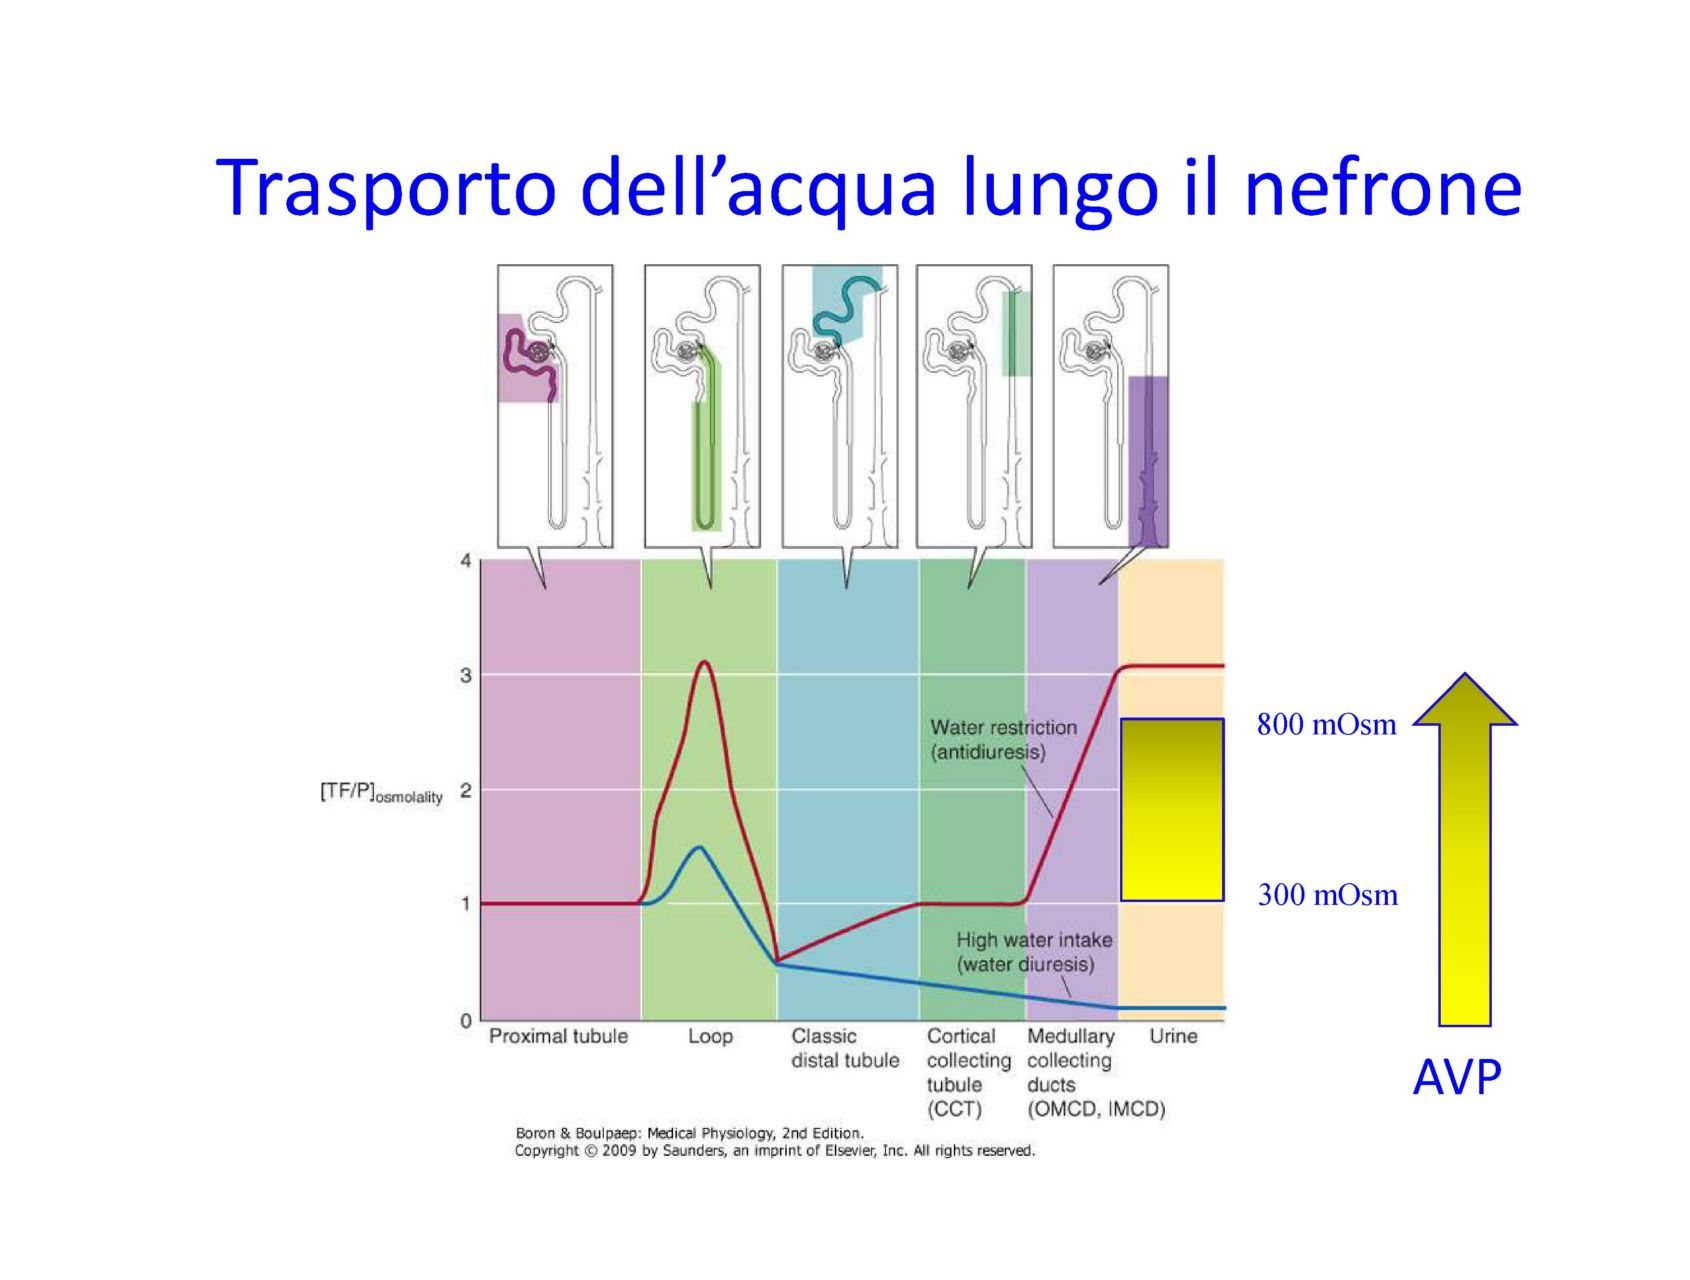 Trasporto dell’acqua lungo il nefrone
4
3
2
1
0
[TF/P]osmolality
Water restriction
(antidiuresis)
High water intake
(water diuresis)
800 mOsm
300 mOsm
AVP
Proximal tubule
Loop
Classic
distal tubule
Cortical
collecting
tubule
(CCT)
Medullary
collecting
ducts
(OMCD, IMCD)
Urine
Boron & Boulpaep: Medical Physiology, 2nd Edition.
Copyright © 2009 by Saunders, an imprint of Elsevier, Inc. All rights reserved.